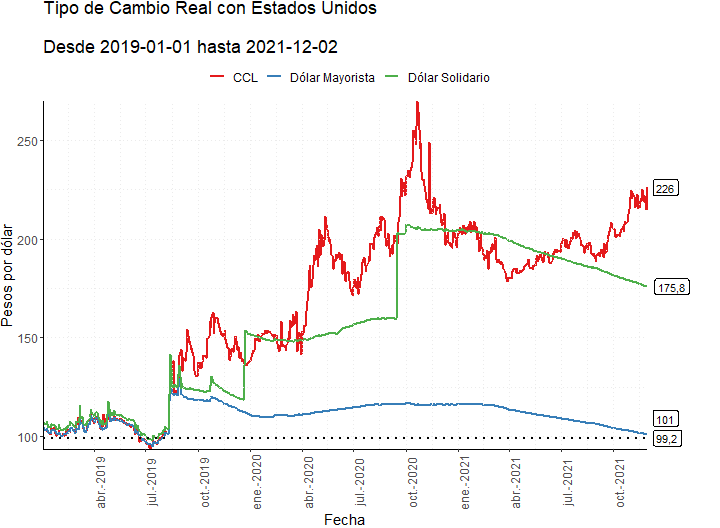 Tipo de Cambio Real con Estados Unidos
Desde 2019-01-01 hasta 2021-12-02
CCL Dólar Mayorista Dólar Solidario
Pesos por dólar
250
200
150
100
226
175,8
101
99,2
abr.-2019 jul.-2019 oct.-2019 ene.-2020 abr.-2020 jul.-2020 oct.-2020 ene.-2021 abr.-2021 jul.-2021 oct.-2021
Fecha